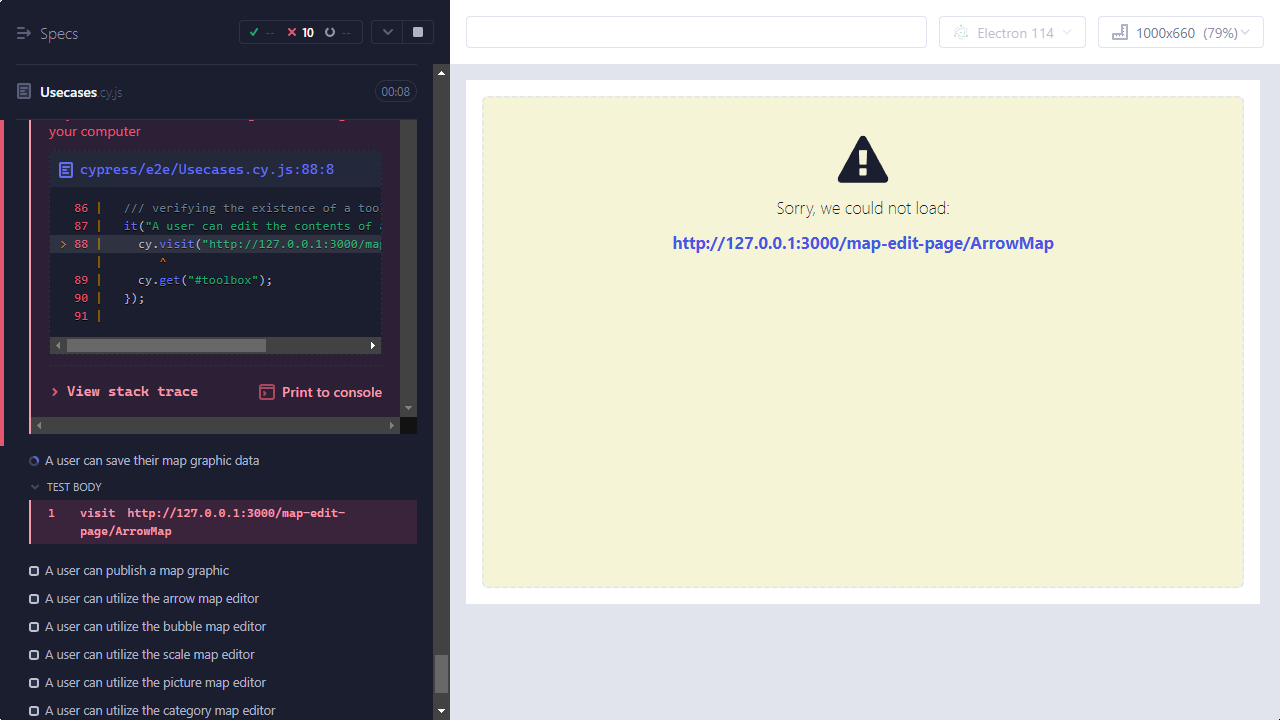 Specs
-- 10 --
Electron 114
1000x660 (79%)
Usecases.cy.js
00:08
your computer
cypress/e2e/Usecases.cy.js:88:8
86 | /// verifying the existence of a too
87 | it("A user can edit the contents of
> 88 | cy.visit("http://127.0.0.1:3000/map
| ^
89 | cy.get("#toolbox");
90 | });
91 |
View stack trace
Print to console
A user can save their map graphic data
TEST BODY
1 visit http://127.0.0.1:3000/map-edit-
page/ArrowMap
A user can publish a map graphic
A user can utilize the arrow map editor
A user can utilize the bubble map editor
A user can utilize the scale map editor
A user can utilize the picture map editor
A user can utilize the category map editor
Sorry, we could not load:
http://127.0.0.1:3000/map-edit-page/ArrowMap